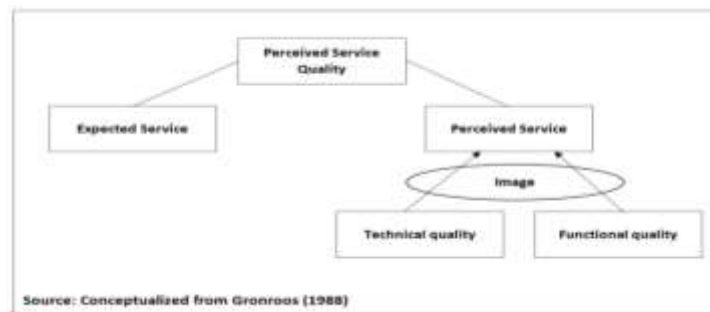 Perceived Service
Quality
Expected Service
Perceived Service
Image
Technical quality
Functional quality
Source: Conceptualized from Gronroos (1988)